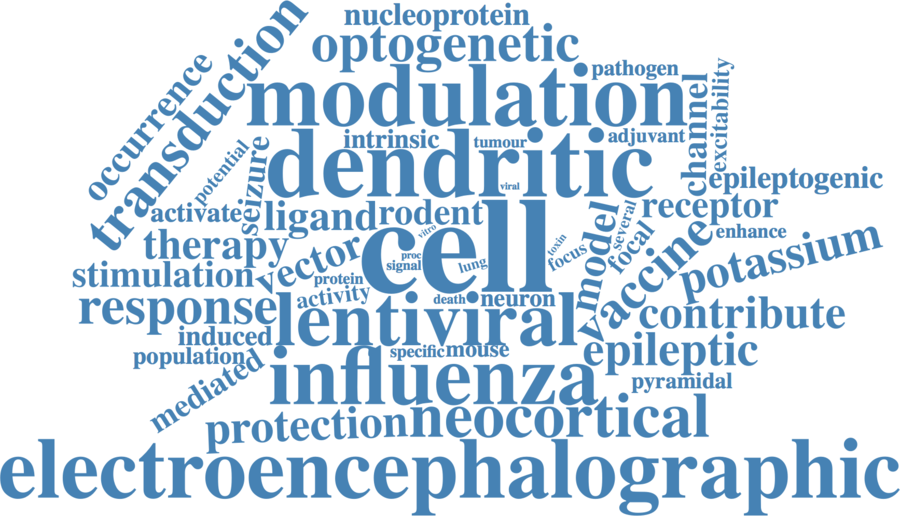 nucleoprotein
optogenetic
transduction
occurrence
modulation
pathogen
channel
excitability
intrinsic
tumour
adjuvant
dendritic
potential
seizure
viral
epileptogenic
activate
ligand
rodent
receptor
model
several
focal
enhance
vitro
cell
therapy
vector
proc
signal
lung
toxin
focus
vaccine
potassium
stimulation
protein
activity
death
neuron
response
lentiviral
contribute
induced
population
specific
mouse
epileptic
mediated
influenza
pyramidal
protection
neocortical
electroencephalographic